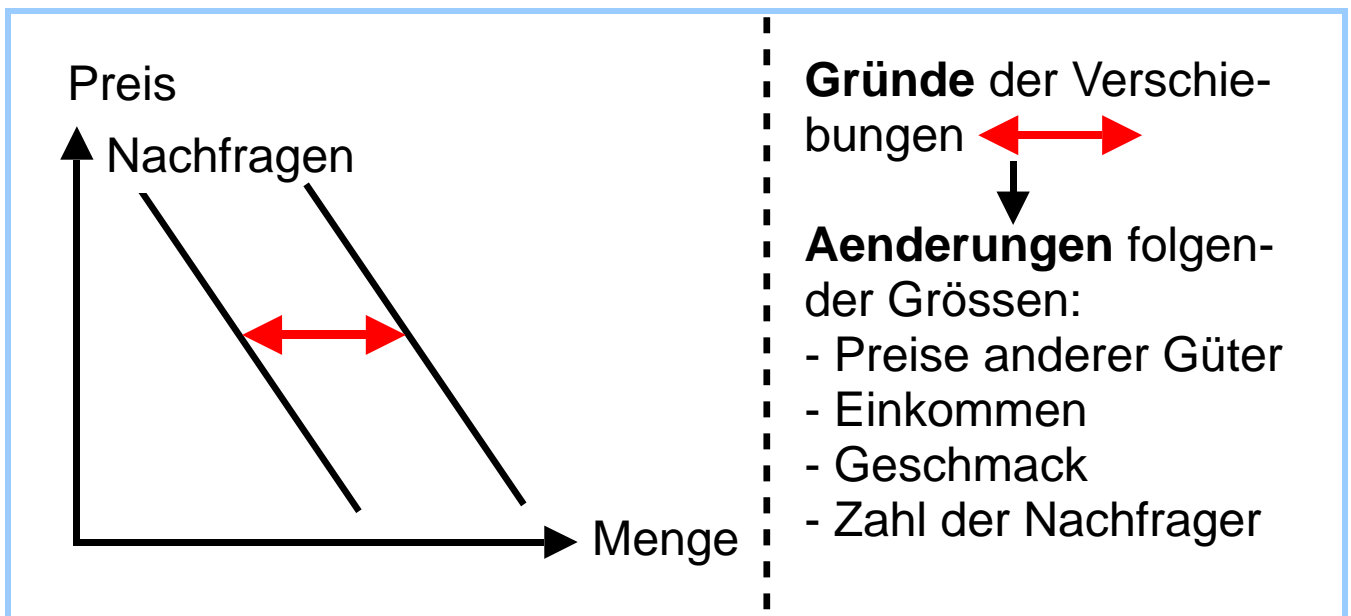 Preis
Nachfragen
Menge
Gründe der Verschie-
bungen
Aenderungen folgen-
der Grössen:
- Preise anderer Güter
- Einkommen
- Geschmack
- Zahl der Nachfrager